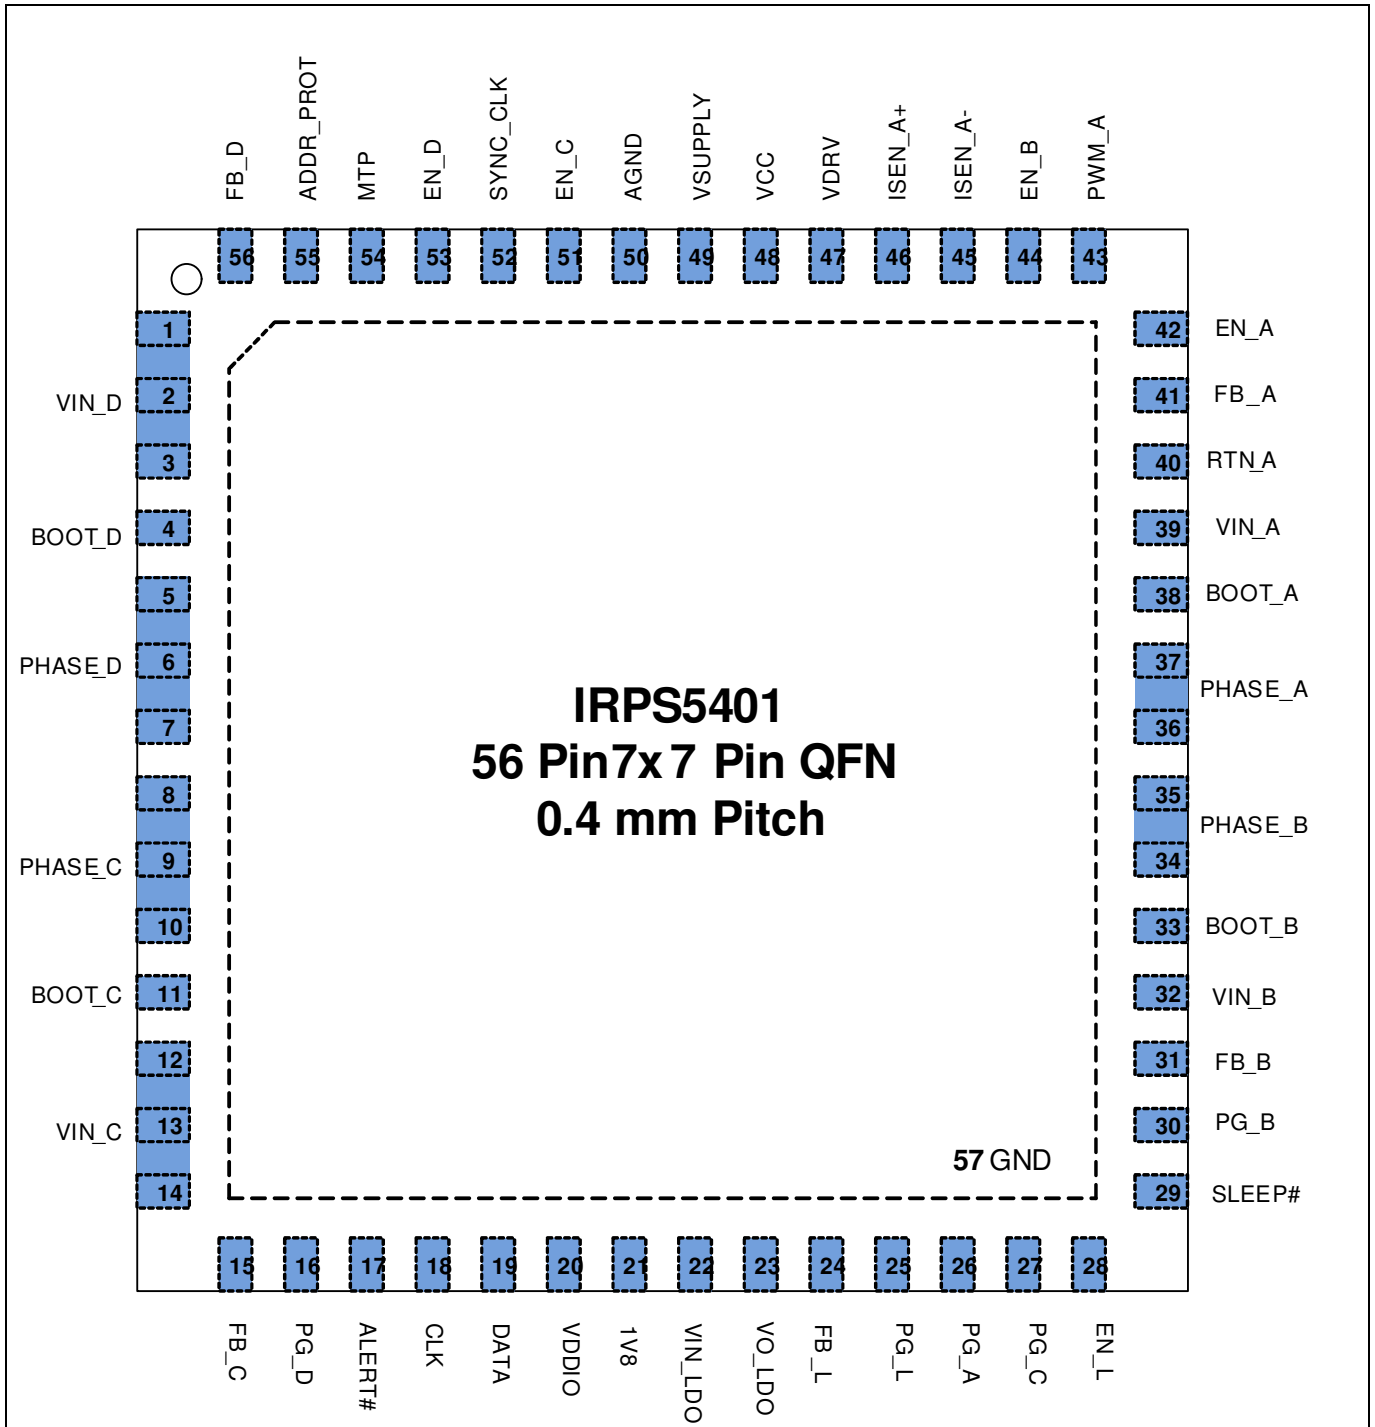 FB_D
ADDR_PROT
MTP
EN_D
SYNC_CLK
EN_C
AGND
VSUPPLY
VCC
VDRV
ISEN_A+
ISEN_A-
EN_B
PWM_A
56 55 54 53 52 51 50 49 48 47 46 45 44 43
1
VIN_D 2
3
BOOT_D 4
5
PHASE_D 6
7
8
PHASE_C 9
10
BOOT_C 11
12
VIN_C 13
14
IRPS5401
56 Pin7x7 Pin QFN
0.4 mm Pitch
57 GND
42 EN_A
41 FB_A
40 RTN_A
39 VIN_A
38 BOOT_A
37
PHASE_A
36
35
PHASE_B
34
33 BOOT_B
32 VIN_B
31 FB_B
30 PG_B
29 SLEEP#
15 16 17 18 19 20 21 22 23 24 25 26 27 28
FB_C
PG_D
ALERT#
CLK
DATA
VDDIO
1V8
VIN_LDO
VO_LDO
FB_L
PG_L
PG_A
PG_C
EN_L